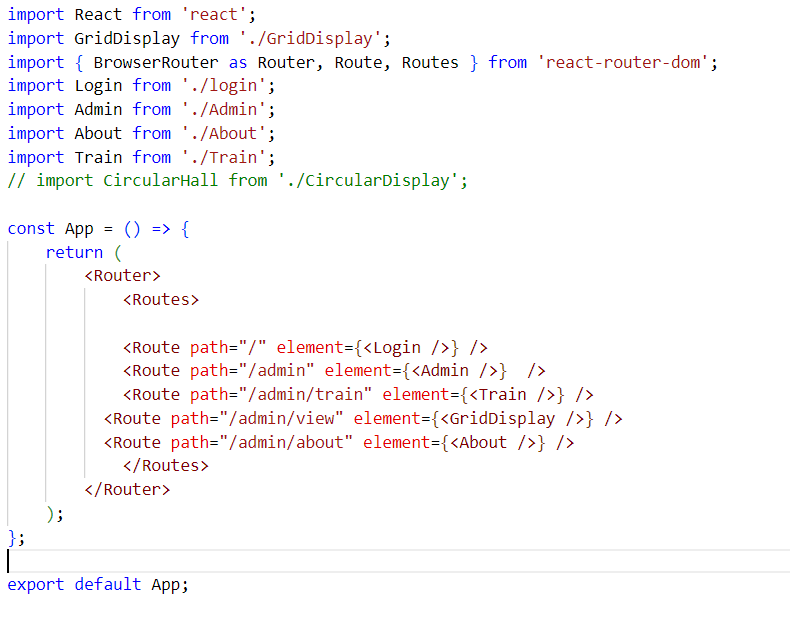 import React from 'react';
import GridDisplay from './GridDisplay';
import { BrowserRouter as Router, Route, Routes } from 'react-router-dom';
import Login from './login';
import Admin from './Admin';
import About from './About';
import Train from './Train';
// import CircularHall from './CircularDisplay';

const App = () => {
    return (
        <Router>
            <Routes>

            <Route path="/" element={<Login />} />
            <Route path="/admin" element={<Admin />}  />
            <Route path="/admin/train" element={<Train />} />
          <Route path="/admin/view" element={<GridDisplay />} />
          <Route path="/admin/about" element={<About />} />
            </Routes>
        </Router>
    );
};

export default App;